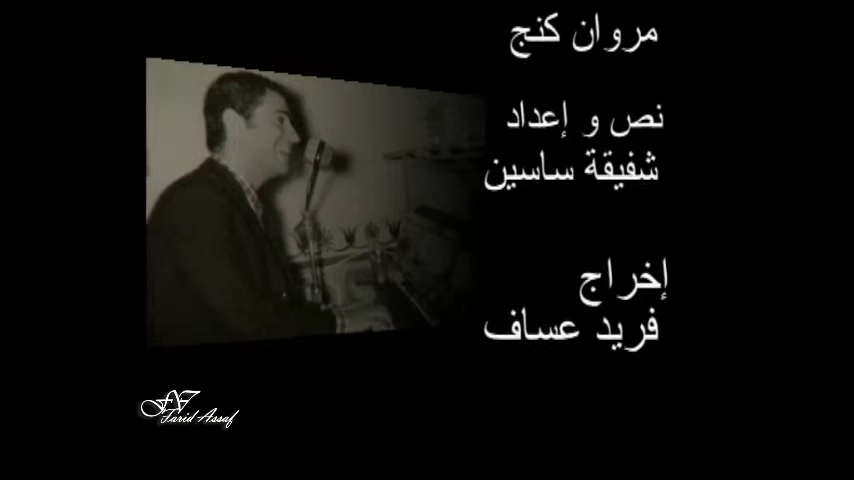 مروان كنج
نص و إعداد
شفيقة ساسين
إخراج
فريد عساف
Farid Assaf